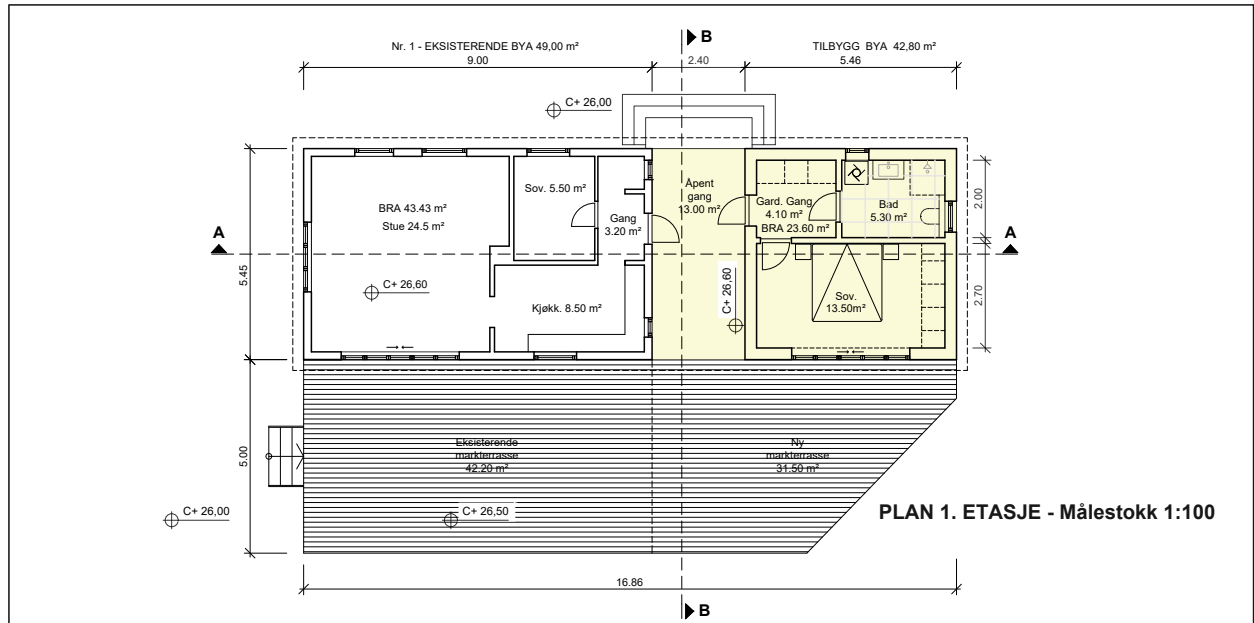 B
Nr. 1 - EKSISTERENDE BYA 49,00 m²
TILBYGG BYA 42,80 m²
9.00
2.40
5.46
C+ 26,00
Sov. 5.50 m²
Åpent
gang
13.00 m²
BRA 43.43 m²
Stue 24.5 m²
Gang
3.20 m²
Gard. Gang
4.10 m²
BRA 23.60 m²
Bad
5.30 m²
2.00
A
A
5.45
C+ 26,60
Kjøkk. 8.50 m²
C+ 26,60
Sov.
13.50m²
2.70
5.00
Eksisterende
markterrasse
42.20 m²
Ny
markterrasse
31.50 m²
C+ 26,00
C+ 26,50
PLAN 1. ETASJE - Målestokk 1:100
16.86
B